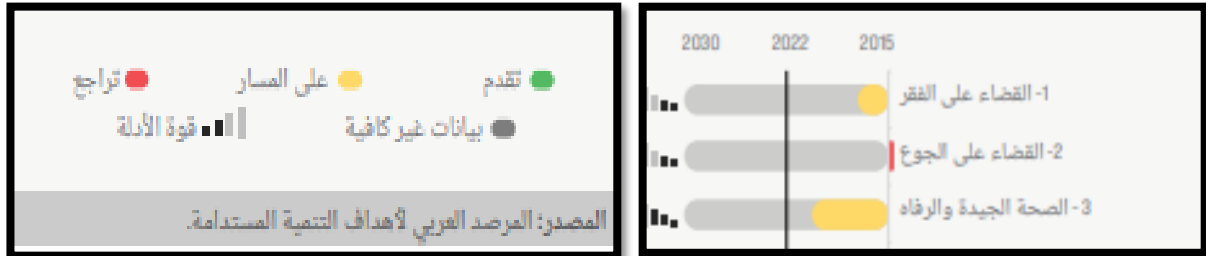 2015 2022 2030
1- القضاء على الفقر
2- القضاء على الجوع
3- الصحة الجيدة والرفاه
تقدم على المسار تراجع
بيانات غير كافية قوة الأدلة
المصدر: المرصد العربي لأهداف التنمية المستدامة.